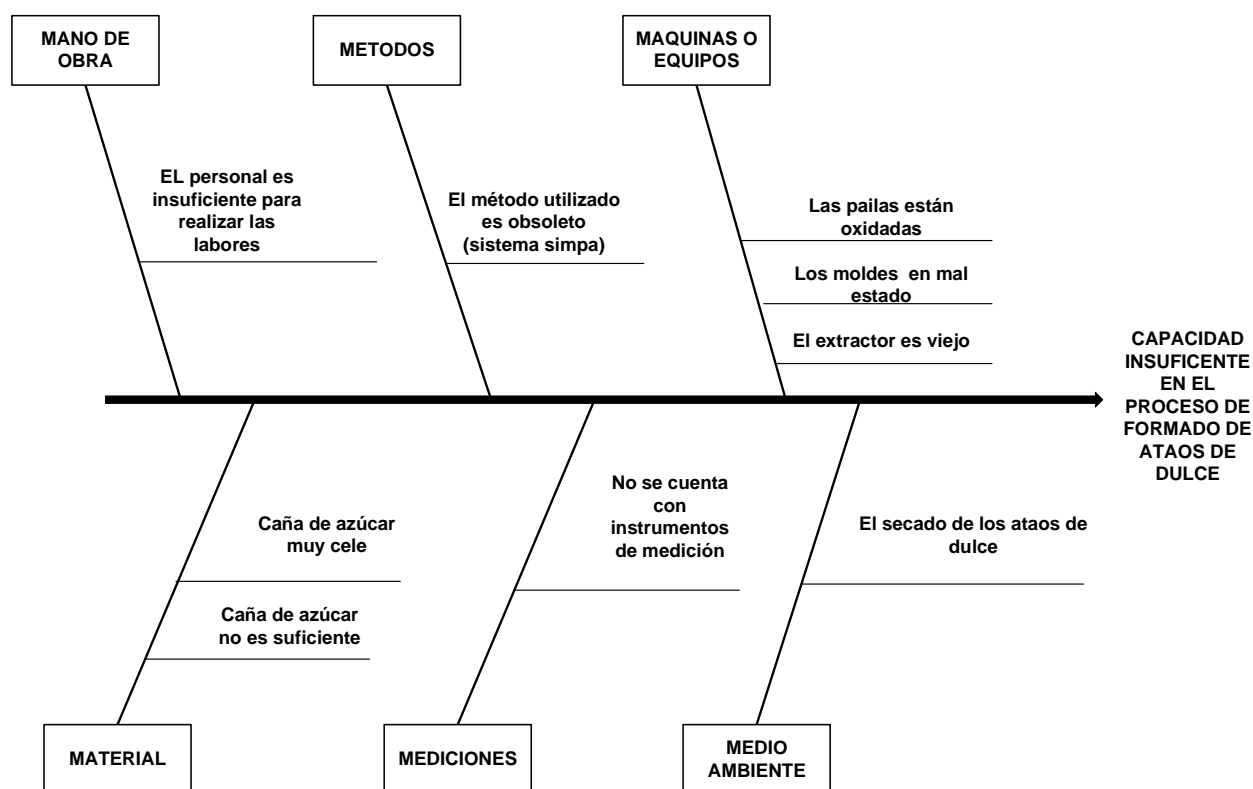 MANO DE
OBRA
METODOS
MAQUINAS O
EQUIPOS
EL personal es
insuficiente para
realizar las
labores
El método utilizado
es obsoleto
(sistema simpa)
Las pailas están
oxidadas
Los moldes en mal
estado
El extractor es viejo
CAPACIDAD
INSUFICENTE
EN EL
PROCESO DE
FORMADO DE
ATAOS DE
DULCE
Caña de azúcar
muy cele
Caña de azúcar
no es suficiente
No se cuenta
con
instrumentos
de medición
El secado de los ataos de
dulce
MATERIAL
MEDICIONES
MEDIO
AMBIENTE